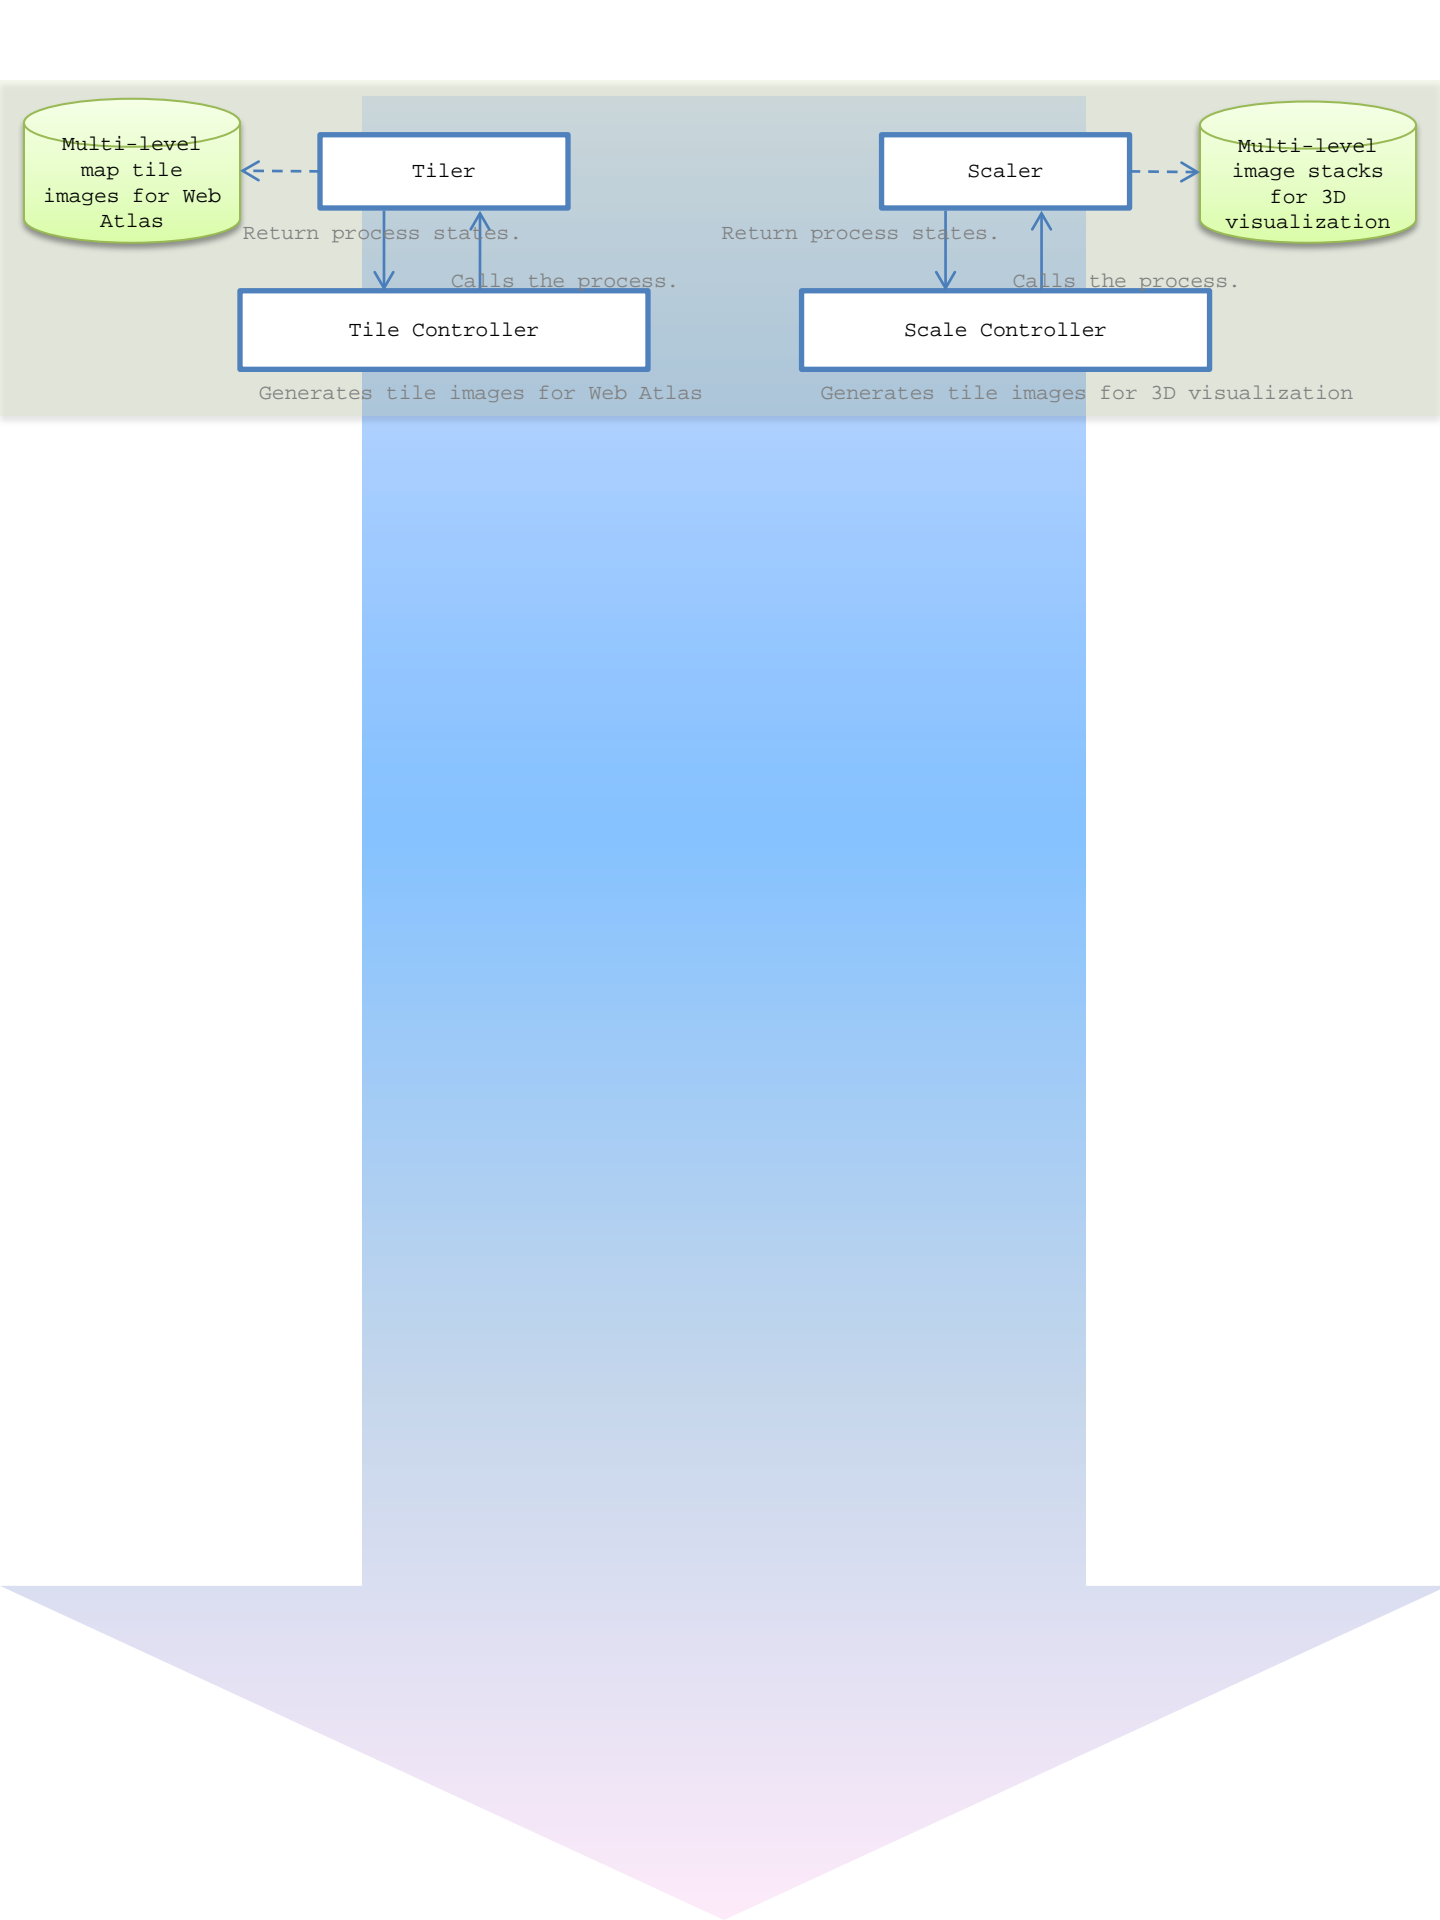 Multi-level
map tile
images for Web
Atlas
Tiler
Scaler
Multi-level
image stacks
for 3D
visualization
Return process states.
Return process states.
Calls the process.
Calls the process.
Tile Controller
Scale Controller
Generates tile images for Web Atlas
Generates tile images for 3D visualization